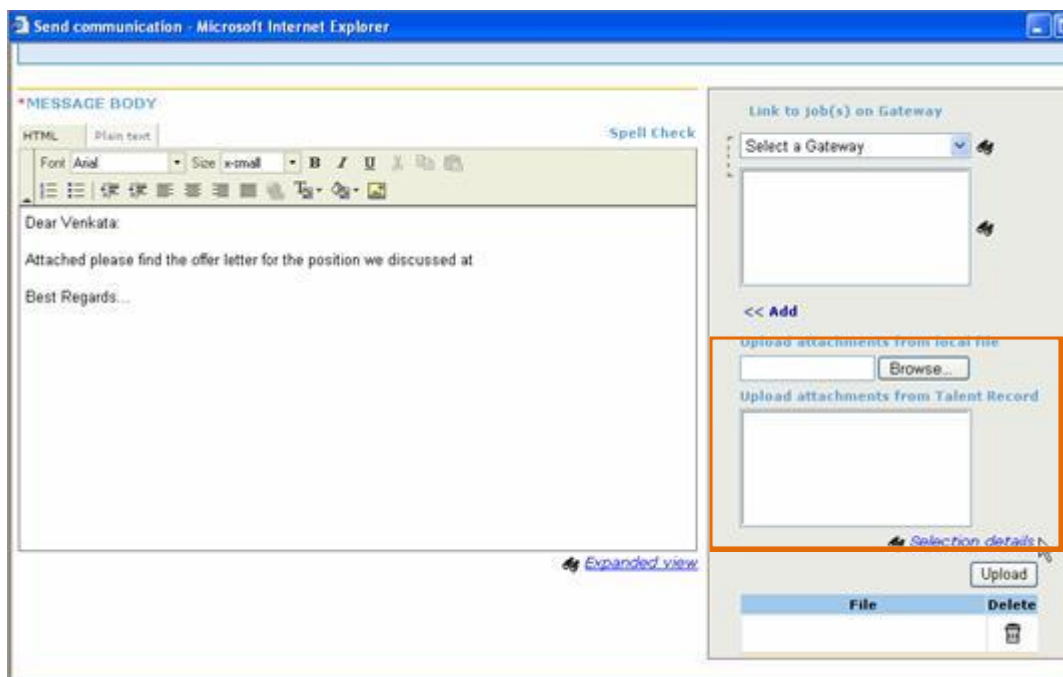 Send communication - Microsoft Internet Explorer
*MESSAGE BODY
HTML Plain text Spell Check
Font Arial Size x-small B I U
Dear Venkata:
Attached please find the offer letter for the position we discussed at
Best Regards...
Expanded view
Link to job(s) on Gateway
Select a Gateway
<< Add
Upload attachments from local file
Browse...
Upload attachments from Talent Record
Selection details
Upload
File Delete